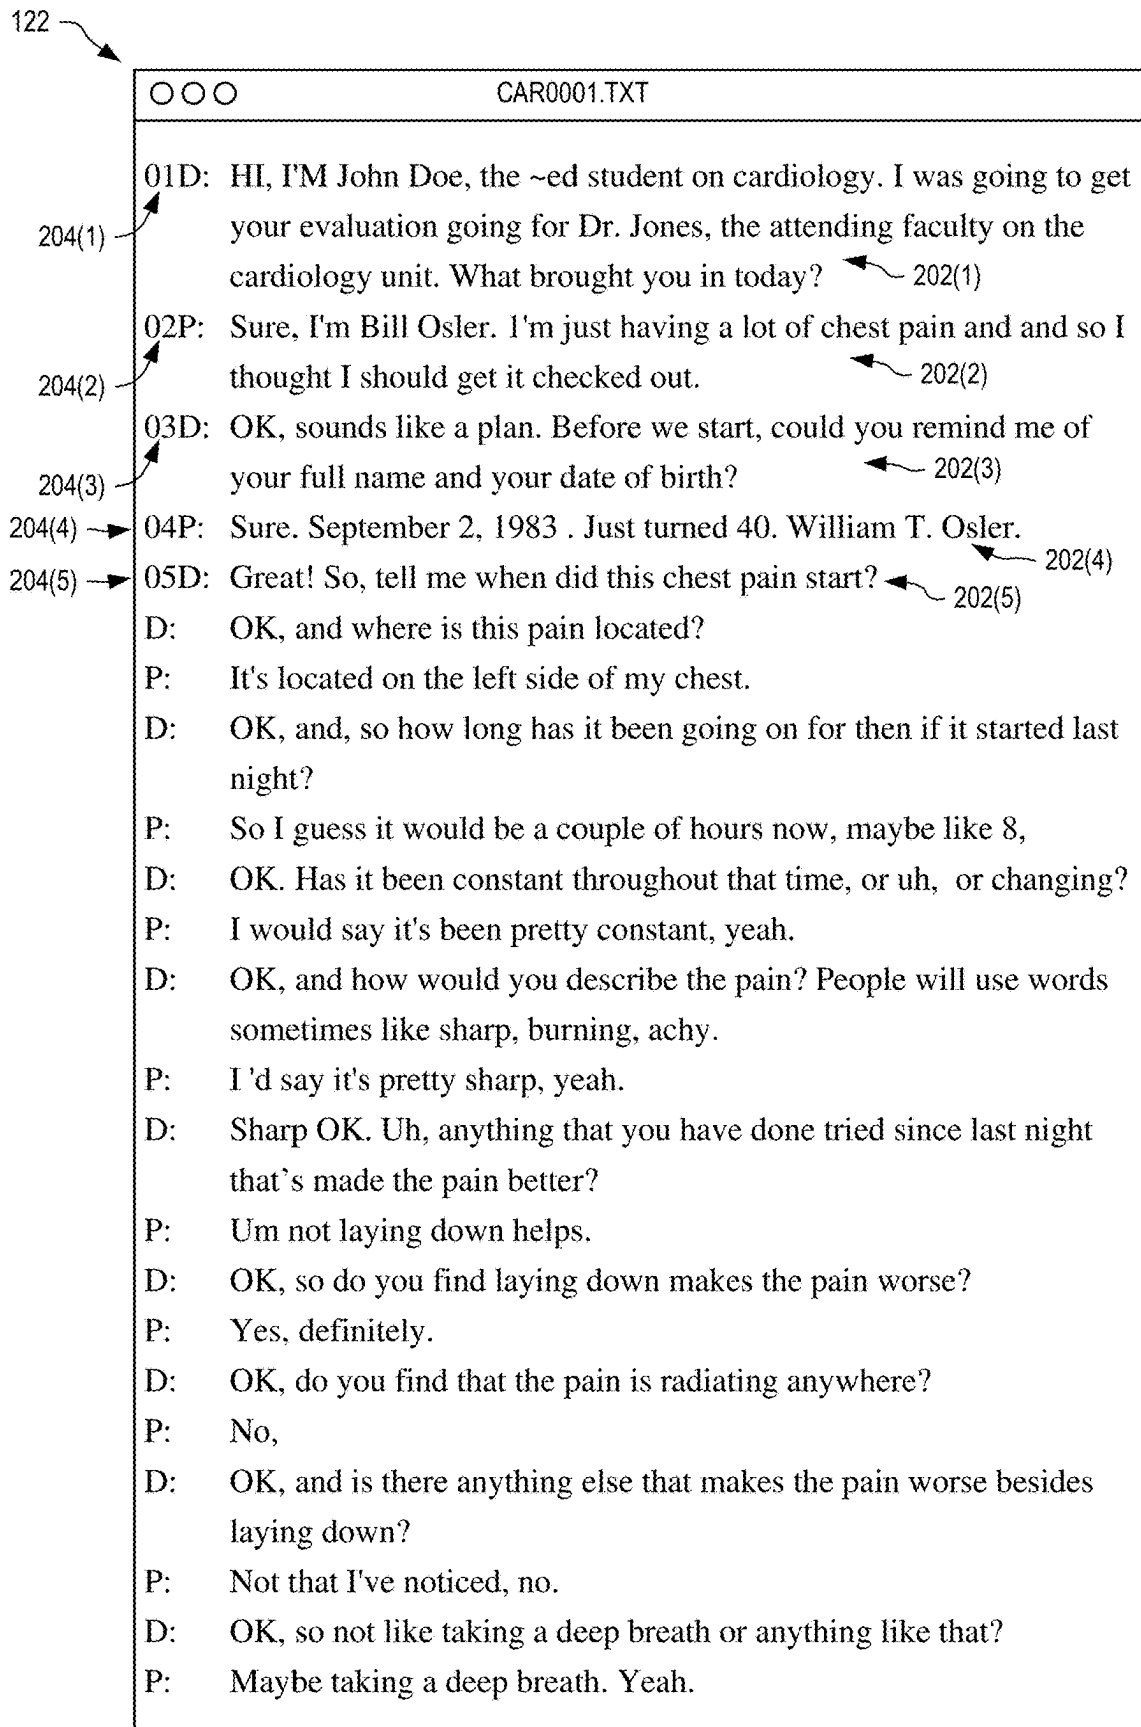 122
CAR0001.TXT
01D: HI, I'M John Doe, the ~ed student on cardiology. I was going to get
204(1)
your evaluation going for Dr. Jones, the attending faculty on the
cardiology unit. What brought you in today?
202(1)
02P: Sure, I'm Bill Osler. 1'm just having a lot of chest pain and and so I
204(2)
thought I should get it checked out.
202(2)
03D: OK, sounds like a plan. Before we start, could you remind me of
204(3)
your full name and your date of birth?
202(3)
204(4)
04P: Sure. September 2, 1983 . Just turned 40. William T. Osler.
202(4)
204(5)
05D: Great! So, tell me when did this chest pain start?
202(5)
D: OK, and where is this pain located?
P: It's located on the left side of my chest.
D: OK, and, so how long has it been going on for then if it started last
night?
P: So I guess it would be a couple of hours now, maybe like 8,
D: OK. Has it been constant throughout that time, or uh, or changing?
P: I would say it's been pretty constant, yeah.
D: OK, and how would you describe the pain? People will use words
sometimes like sharp, burning, achy.
P: I 'd say it's pretty sharp, yeah.
D: Sharp OK. Uh, anything that you have done tried since last night
that's made the pain better?
P: Um not laying down helps.
D: OK, so do you find laying down makes the pain worse?
P: Yes, definitely.
D: OK, do you find that the pain is radiating anywhere?
P: No,
D: OK, and is there anything else that makes the pain worse besides
laying down?
P: Not that I've noticed, no.
D: OK, so not like taking a deep breath or anything like that?
P: Maybe taking a deep breath. Yeah.